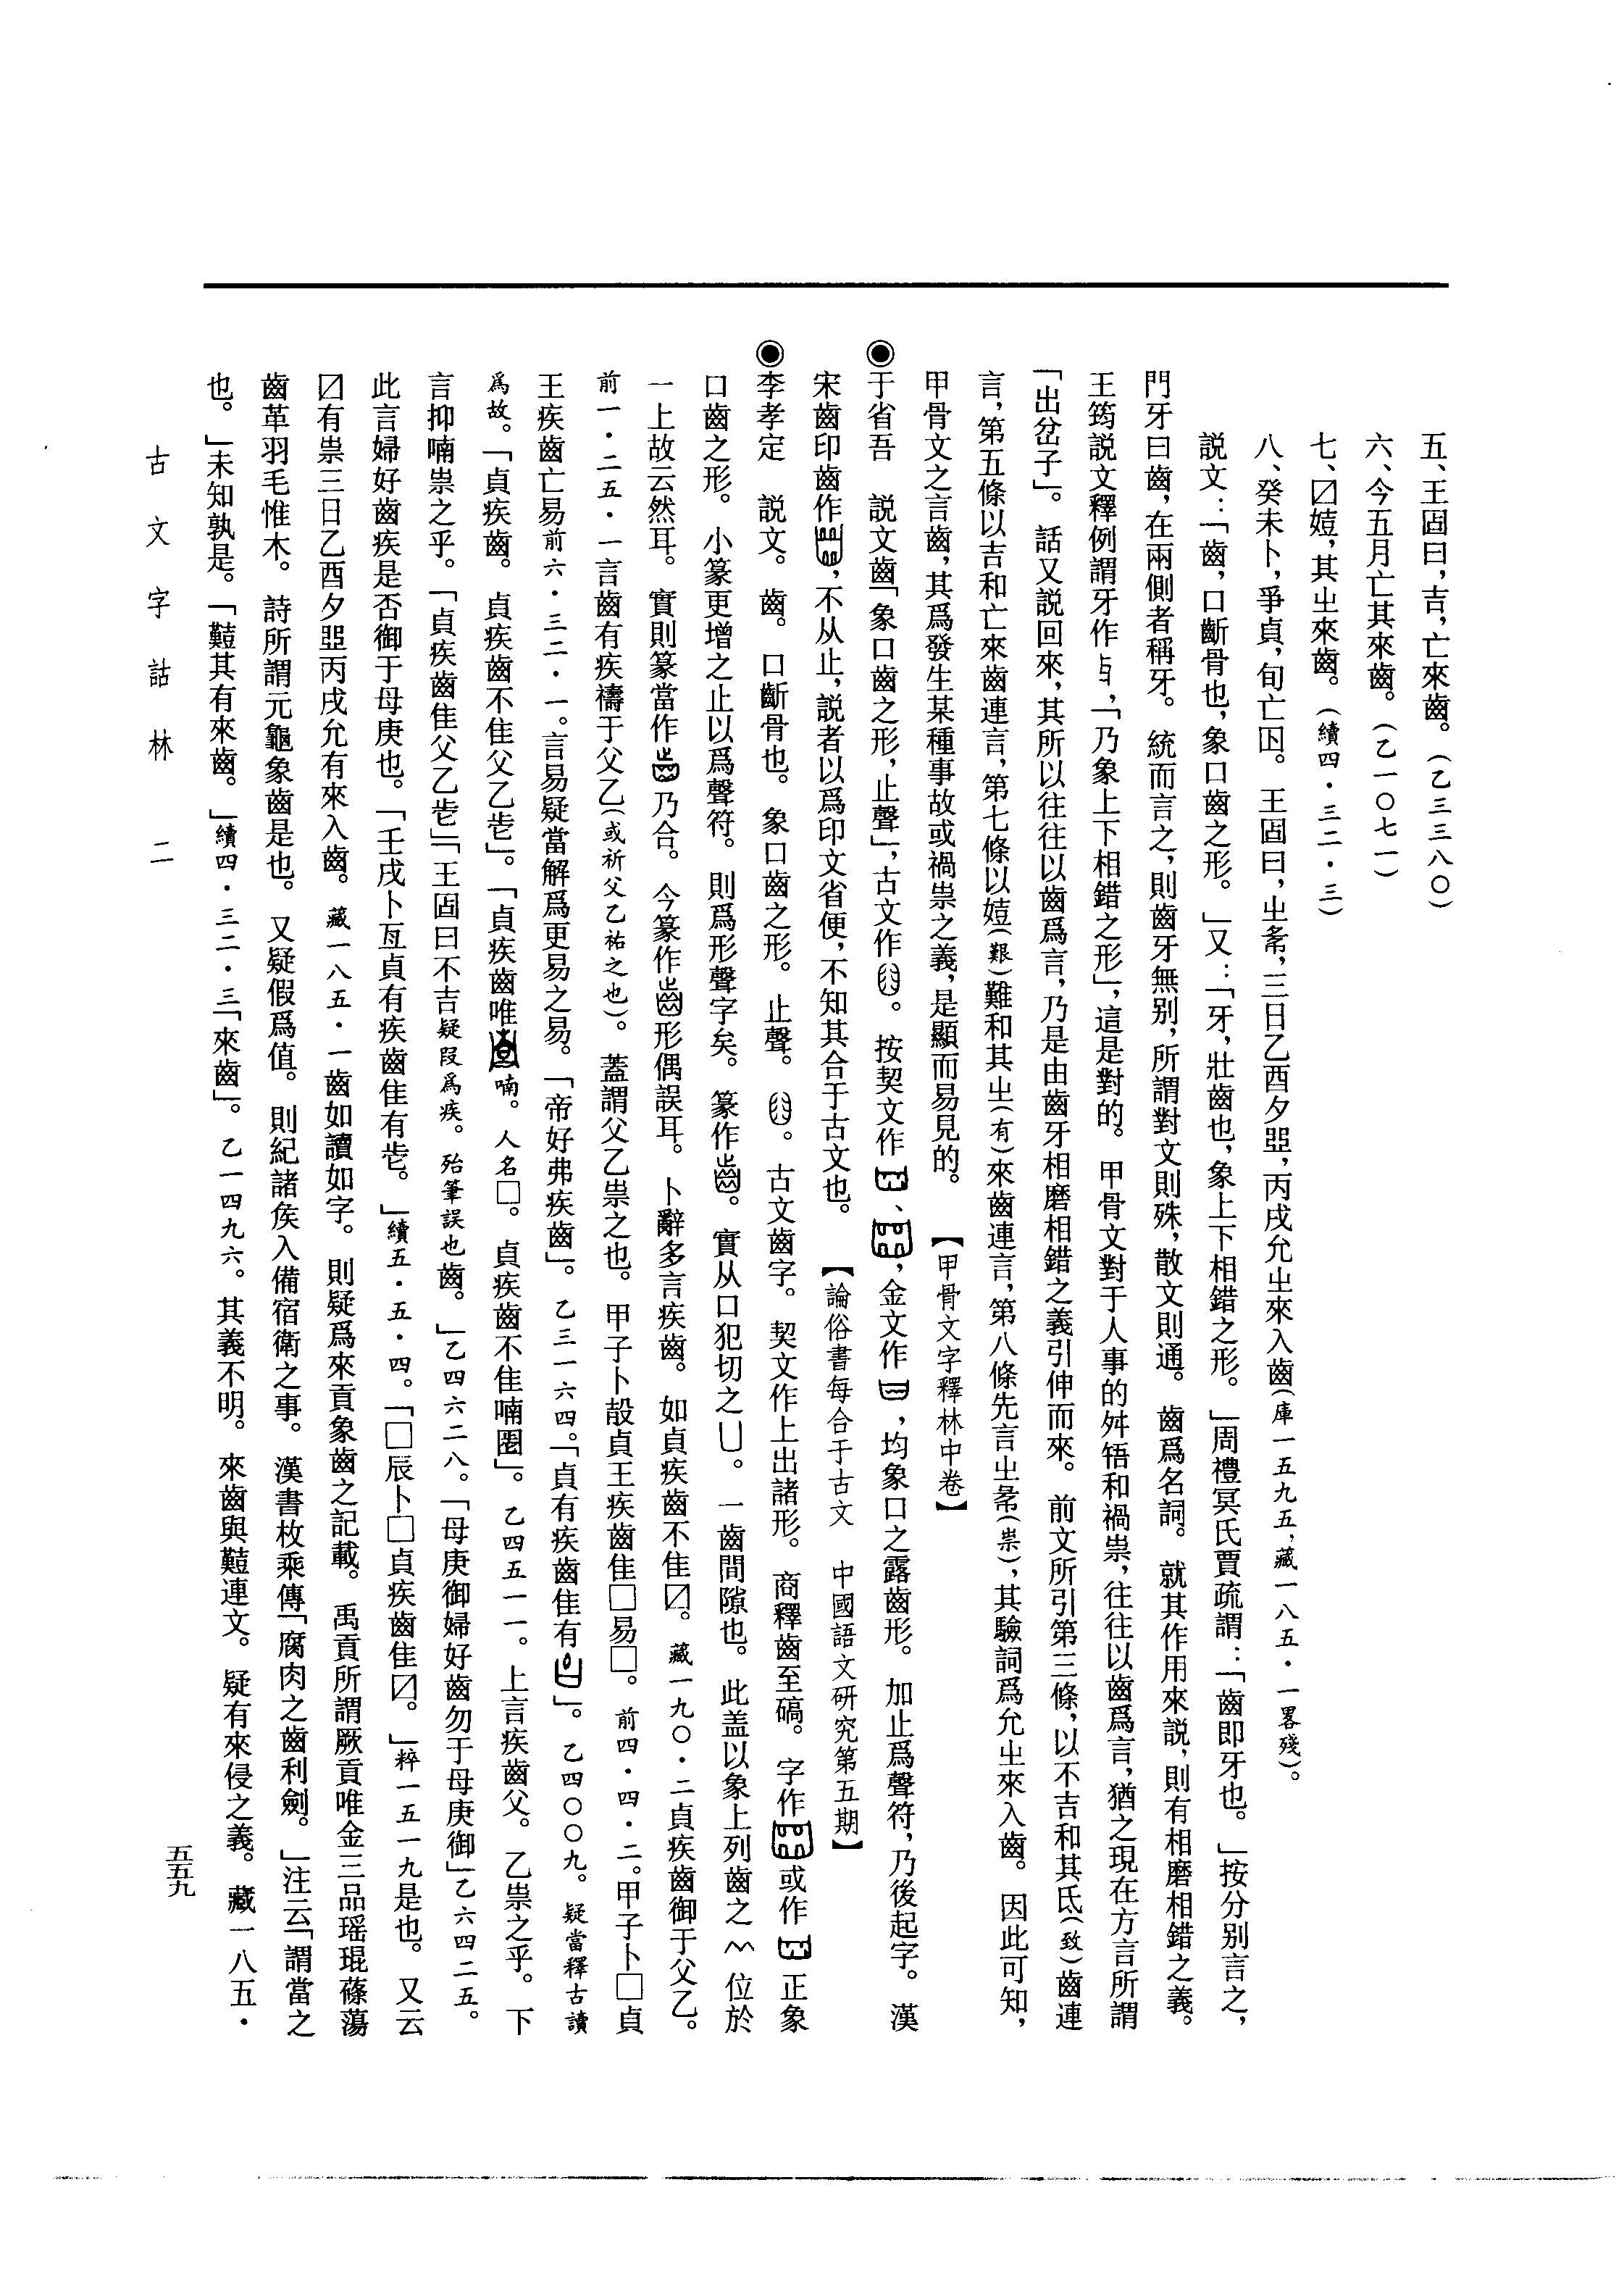 五、王固曰，吉，亡來齒。（乙三三八〇）
六、今五月亡其來齒。（乙一〇七一）
七、〼嬉，其㞢來齒。（續四·三二·三）
八、癸未卜，爭貞，旬亡囚。王固曰，㞢希，三日乙酉夕，丙戌允㞢來入齒（庫一五九五，藏一八五·一畧殘）。
説文：「齒，口齗骨也，象口齒之形。」又：「牙，壯齒也，象上下相錯之形。」周禮冥氏賈疏謂：「齒即牙也。」按分别言之，
門牙曰齒，在兩側者稱牙。統而言之，則齒牙無别，所謂對文則殊，散文則通。齒爲名詞。就其作用來説，則有相磨相錯之義。
王筠説文釋例謂牙作，「乃象上下相錯之形」，這是對的。甲骨文對于人事的舛啎和禍祟，往往以齒爲言，猶之現在方言所謂
「出岔子」。話又説回來，其所以往往以齒爲言，乃是由齒牙相磨相錯之義引伸而來。前文所引第三條，以不吉和其氐（致）齒連
言，第五條以吉和亡來齒連言，第七條以嬉（艱）難和其㞢（有）來齒連言，第八條先言㞢希（祟），其驗詞爲允㞢來入齒。因此可知，
甲骨文之言齒，其爲發生某種事故或禍祟之義，是顯而易見的。【甲骨文字釋林中卷】
◉于省吾　説文齒「象口齒之形，止聲」，古文作。按契文作、，金文作，均象口之露齒形。加止爲聲符，乃後起字。漢
宋齒印齒作，不从止，説者以爲印文省便，不知其合于古文也。【論俗書每合于古文　中國語文研究第五期】
◉李孝定　説文。齒。口齗骨也。象口齒之形。止聲。。古文齒字。契文作上出諸形。商釋齒至碻。字作或作正象
口齒之形。小篆更增之止以爲聲符。則爲形聲字矣。篆作。實从口犯切之凵。一齒間隙也。此盖以象上列齒之位於
一上故云然耳。實則篆當作乃合。今篆作形偶誤耳。卜辭多言疾齒。如貞疾齒不隹〼。藏一九〇·二貞疾齒御于父乙。
前一·二五·一言齒有疾禱于父乙（或祈父乙祐之也）。蓋謂父乙祟之也。甲子卜㱿貞王疾齒隹□易□。前四·四·二。甲子卜□貞
王疾齒亡易前六·三二·一。言易疑當解爲更易之易。「帝好弗疾齒」。乙三一六四。「貞有疾齒隹有」。乙四〇〇九。疑當釋古讀
爲故。「貞疾齒。貞疾齒不隹父乙㞢」。「貞疾齒唯喃。人名□。貞疾齒不隹喃」。乙四五一一。上言疾齒父。乙祟之乎。下
言抑喃祟之乎。「貞疾齒隹父乙」「王固曰不吉疑叚爲疾。殆筆誤也齒。」乙四六二八。「母庚御婦好齒勿于母庚御」乙六四二五。
此言婦好齒疾是否御于母庚也。「壬戌卜亙貞有疾齒隹有。」續五·五·四。「□辰卜□貞疾齒隹〼。」粹一五一九是也。又云
〼有祟三日乙酉夕丙戌允有來入齒。藏一八五·一齒如讀如字。則疑爲來貢象齒之記載。禹貢所謂厥貢唯金三品瑶琨蓧蕩
齒革羽毛惟木。詩所謂元龜象齒是也。又疑假爲値。則紀諸矦入備宿衛之事。漢書枚乘傳「腐肉之齒利劍。」注云「謂當之
也。」未知孰是。「囏其有來齒。」續四·三二·三「來齒」。乙一四九六。其義不明。來齒與囏連文。疑有來侵之義。藏一八五·
古文字詁林　二
五五九